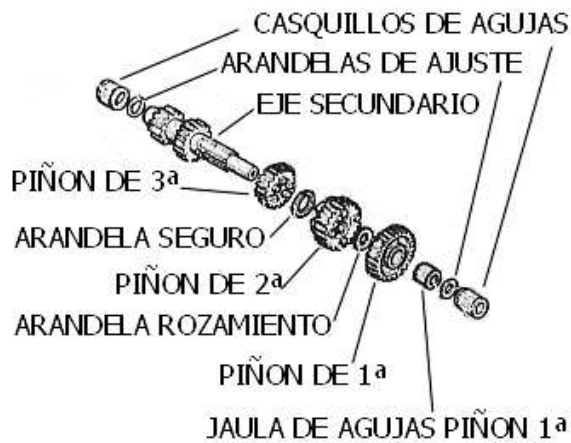 CASQUILLOS DE AGUJAS
ARANDELAS DE AJUSTE
EJE SECUNDARIO
PIÑON DE 3ª
ARANDELA SEGURO
PIÑON DE 2ª
ARANDELA ROZAMIENTO
PIÑON DE 1ª
JAULA DE AGUJAS PIÑON 1ª